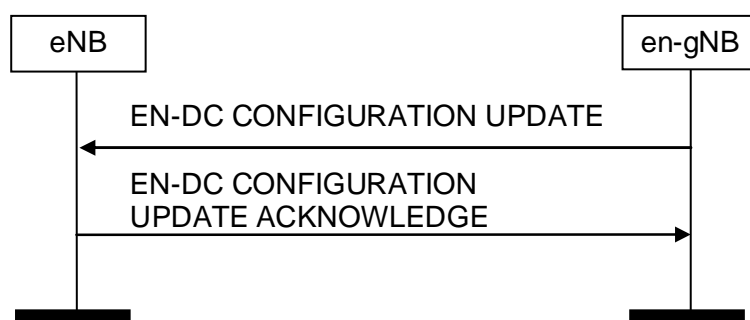 eNB
en-gNB
EN-DC CONFIGURATION UPDATE
EN-DC CONFIGURATION
UPDATE ACKNOWLEDGE